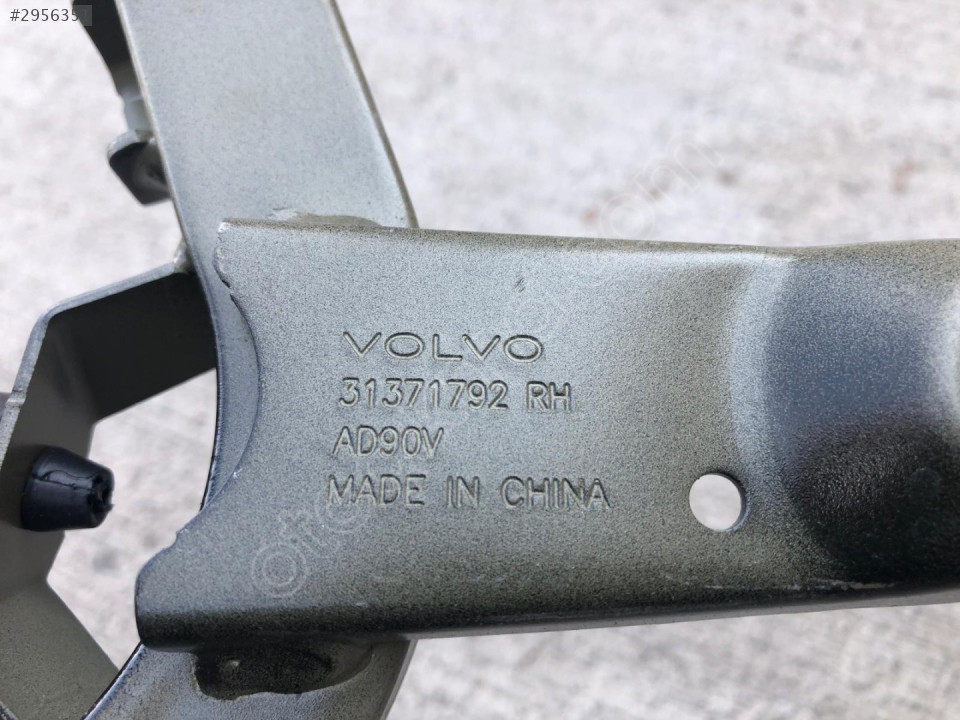 #295635
VOLVO
31371792 RH
AD90V
MADE IN CHINA